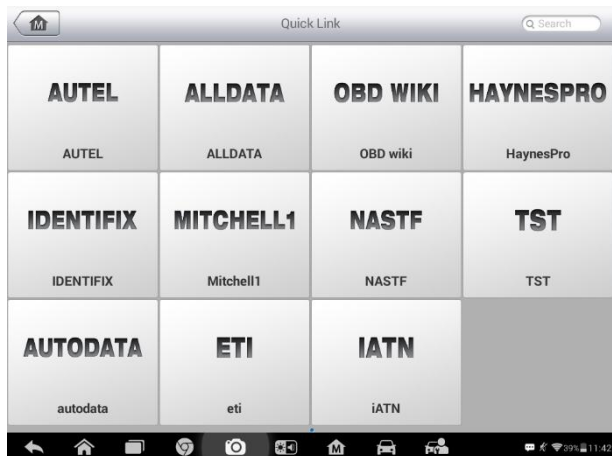 M
Quick Link
Search
AUTEL
ALLDATA
OBD WIKI
HAYNESPRO
AUTEL
ALLDATA
OBD wiki
HaynesPro
IDENTIFIX
MITCHELL1
NASTF
TST
IDENTIFIX
Mitchell1
NASTF
TST
AUTODATA
ETI
IATN
autodata
eti
iATN
M
39%
11:42